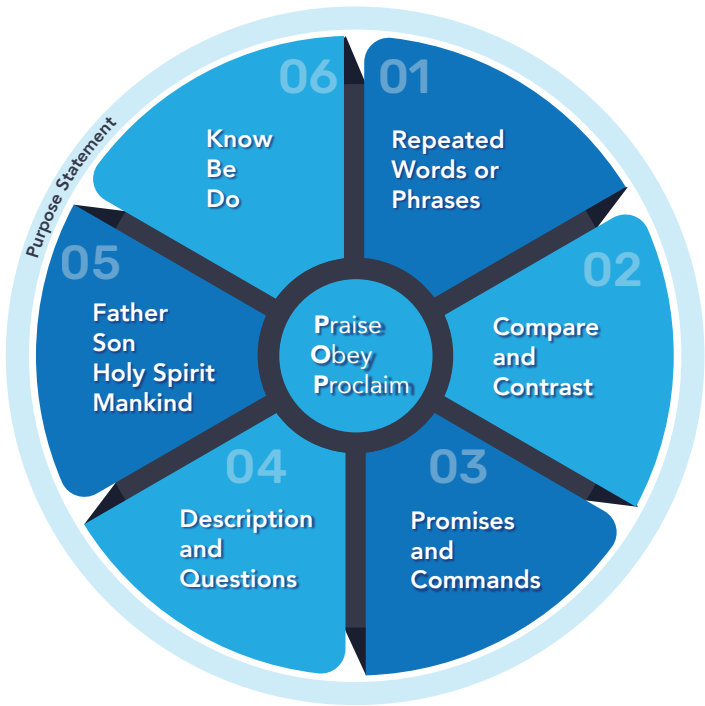 Purpose Statement
01
Repeated
Words or
Phrases
02
Compare
and
Contrast
03
Promises
and
Commands
04
Description
and
Questions
05
Father
Son
Holy Spirit
Mankind
06
Know
Be
Do
Praise
Obey
Proclaim